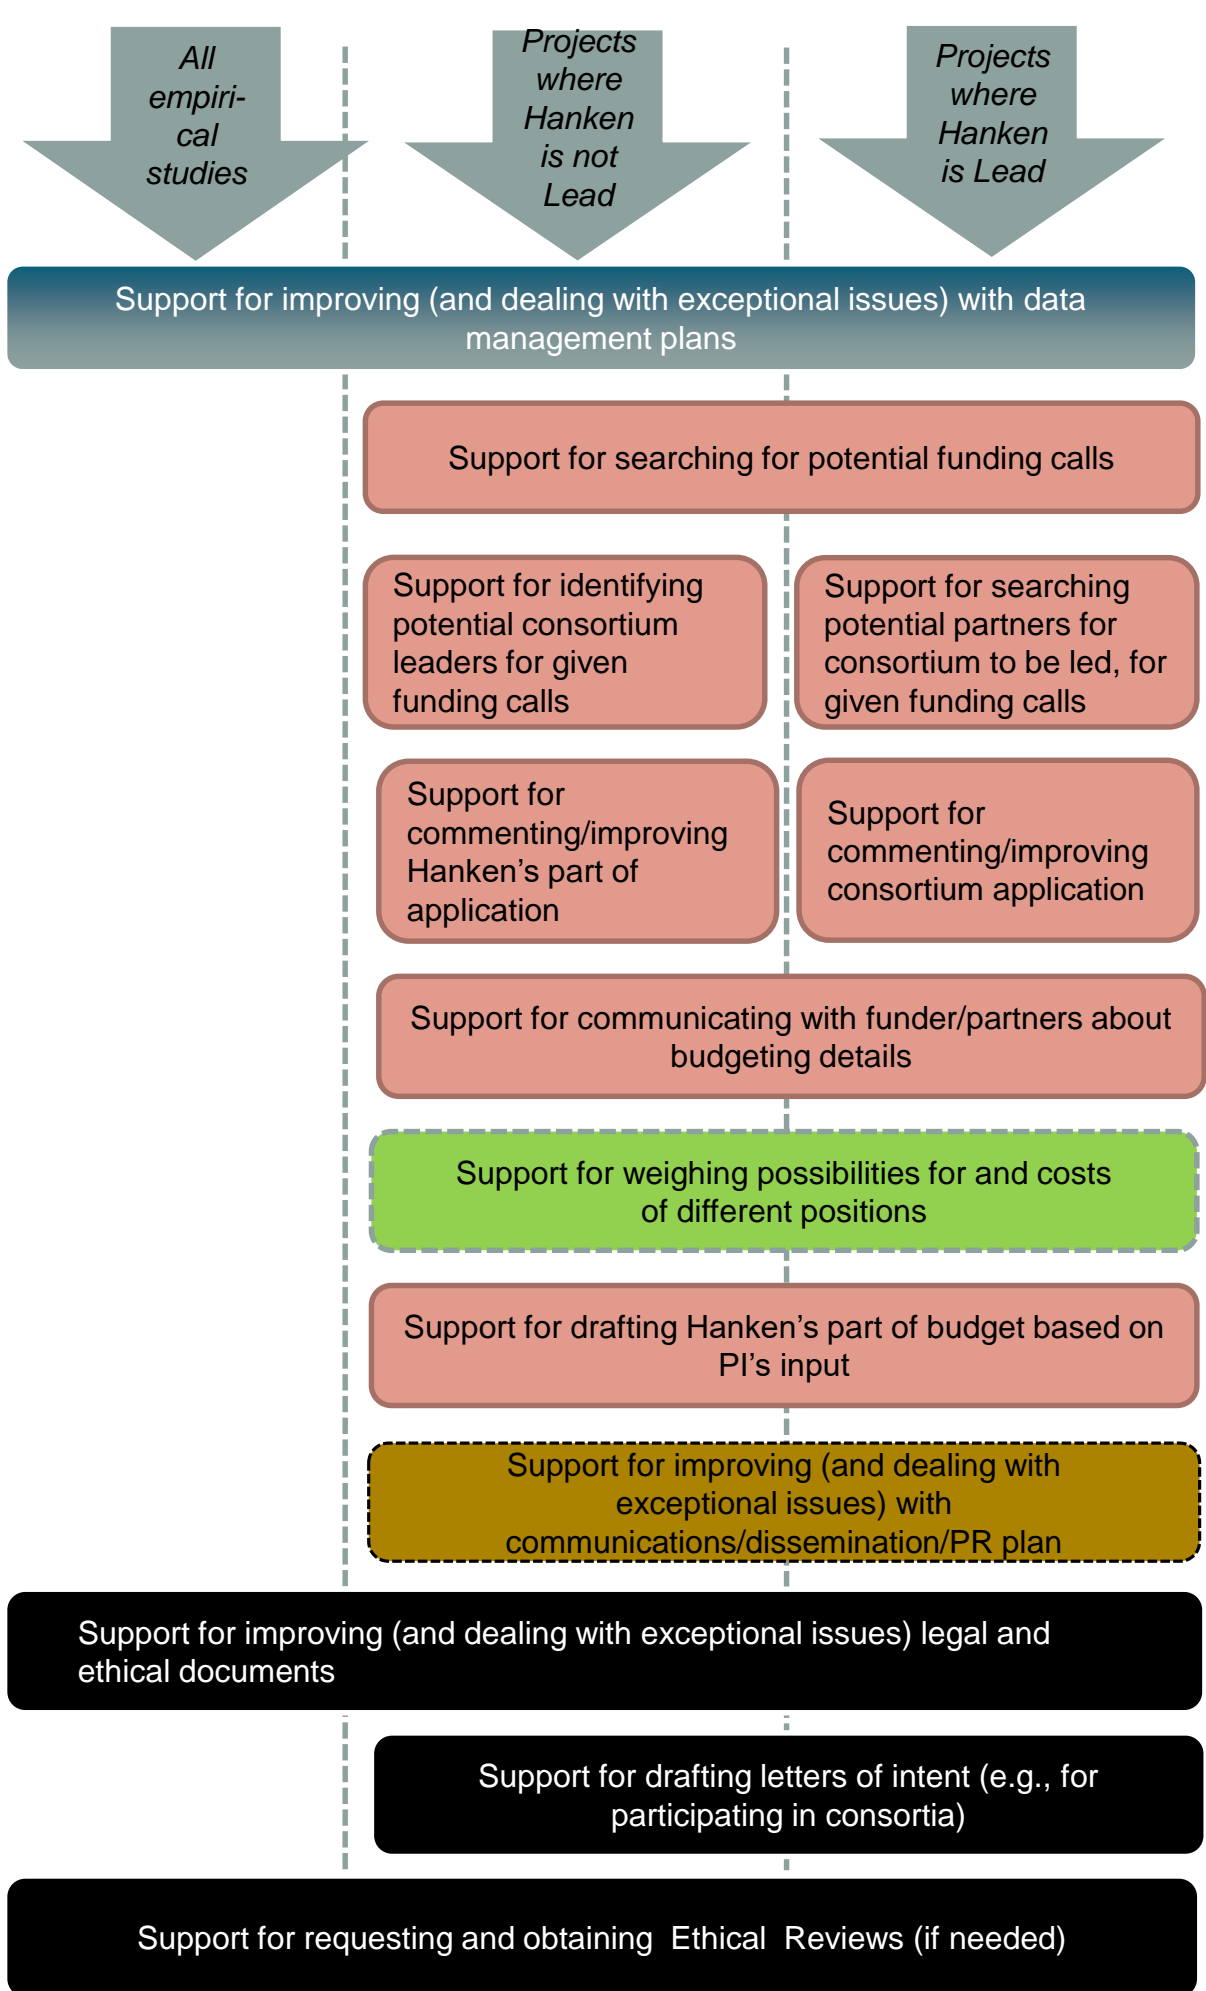 All
empiri-
cal
studies
Projects
where
Hanken
is not
Lead
Projects
where
Hanken
is Lead
Support for improving (and dealing with exceptional issues) with data
management plans
Support for searching for potential funding calls
Support for identifying
potential consortium
leaders for given
funding calls
Support for searching
potential partners for
consortium to be led, for
given funding calls
Support for
commenting/improving
Hanken’s part of
application
Support for
commenting/improving
consortium application
Support for communicating with funder/partners about
budgeting details
Support for weighing possibilities for and costs
of different positions
Support for drafting Hanken’s part of budget based on
PI’s input
Support for improving (and dealing with
exceptional issues) with
communications/dissemination/PR plan
Support for improving (and dealing with exceptional issues) legal and
ethical documents
Support for drafting letters of intent (e.g., for
participating in consortia)
Support for requesting and obtaining  Ethical  Reviews (if needed)